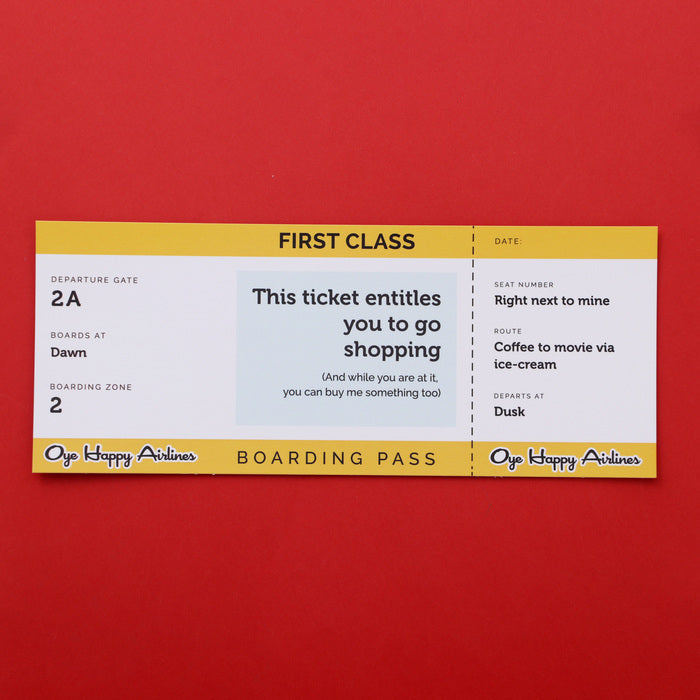 FIRST CLASS
DEPARTURE GATE
2A
BOARDS AT
Dawn
BOARDING ZONE
2
This ticket entitles
you to go
shopping
(And while you are at it,
you can buy me something too)
Oye Happy Airlines
BOARDING PASS
DATE:
SEAT NUMBER
Right next to mine
ROUTE
Coffee to movie via
ice-cream
DEPARTS AT
Dusk
Oye Happy Airlines